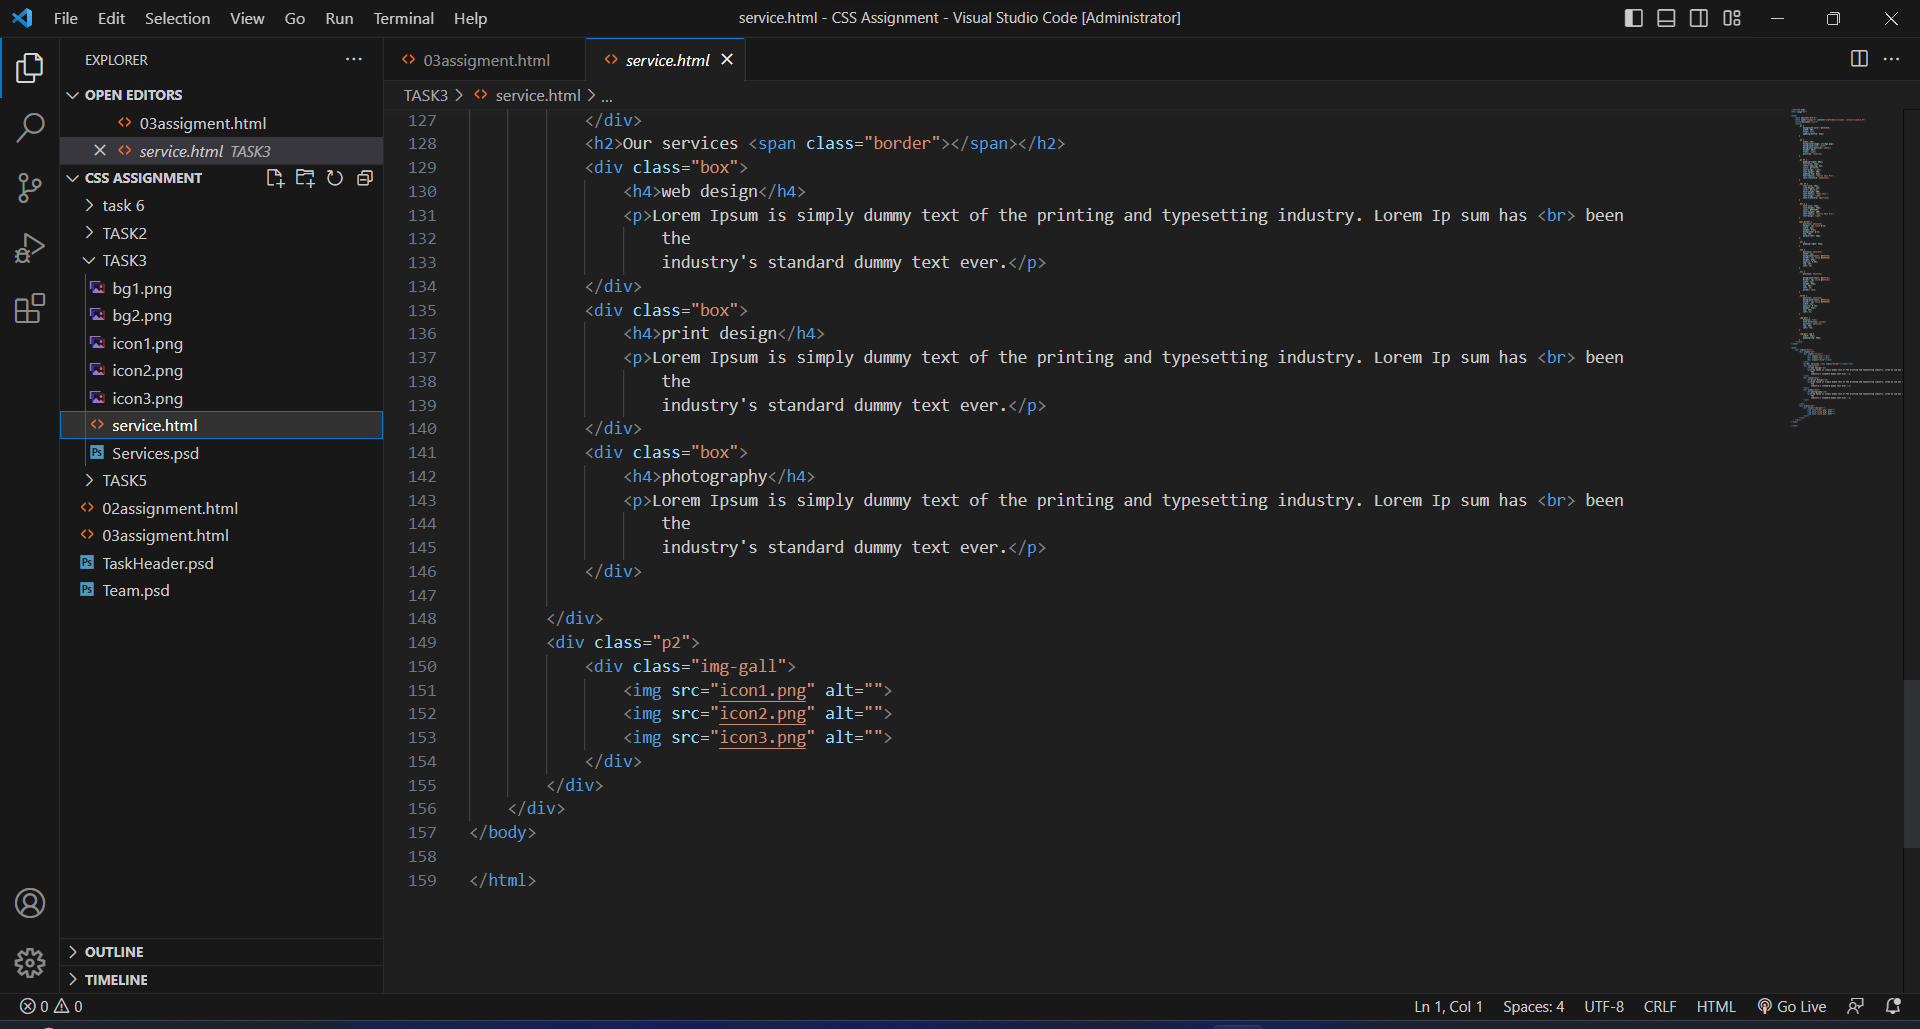 File Edit Selection View Go Run Terminal Help
service.html - CSS Assignment - Visual Studio Code [Administrator]
EXPLORER
OPEN EDITORS
03assigment.html
service.html TASK3
CSS ASSIGNMENT
task 6
TASK2
TASK3
bg1.png
bg2.png
icon1.png
icon2.png
icon3.png
service.html
Services.psd
TASK5
02assignment.html
03assigment.html
TaskHeader.psd
Team.psd
OUTLINE
TIMELINE
03assigment.html
service.html
TASK3 > service.html > ...
127 </div>
128 <h2>Our services <span class="border"></span></h2>
129 <div class="box">
130 <h4>web design</h4>
131 <p>Lorem Ipsum is simply dummy text of the printing and typesetting industry. Lorem Ip sum has <br> been
132 the
133 industry's standard dummy text ever.</p>
134 </div>
135 <div class="box">
136 <h4>print design</h4>
137 <p>Lorem Ipsum is simply dummy text of the printing and typesetting industry. Lorem Ip sum has <br> been
138 the
139 industry's standard dummy text ever.</p>
140 </div>
141 <div class="box">
142 <h4>photography</h4>
143 <p>Lorem Ipsum is simply dummy text of the printing and typesetting industry. Lorem Ip sum has <br> been
144 the
145 industry's standard dummy text ever.</p>
146 </div>
147
148 </div>
149 <div class="p2">
150 <div class="img-gall">
151 <img src="icon1.png" alt="">
152 <img src="icon2.png" alt="">
153 <img src="icon3.png" alt="">
154 </div>
155 </div>
156 </div>
157 </body>
158
159 </html>
0 0
Ln 1, Col 1 Spaces: 4 UTF-8 CRLF HTML Go Live